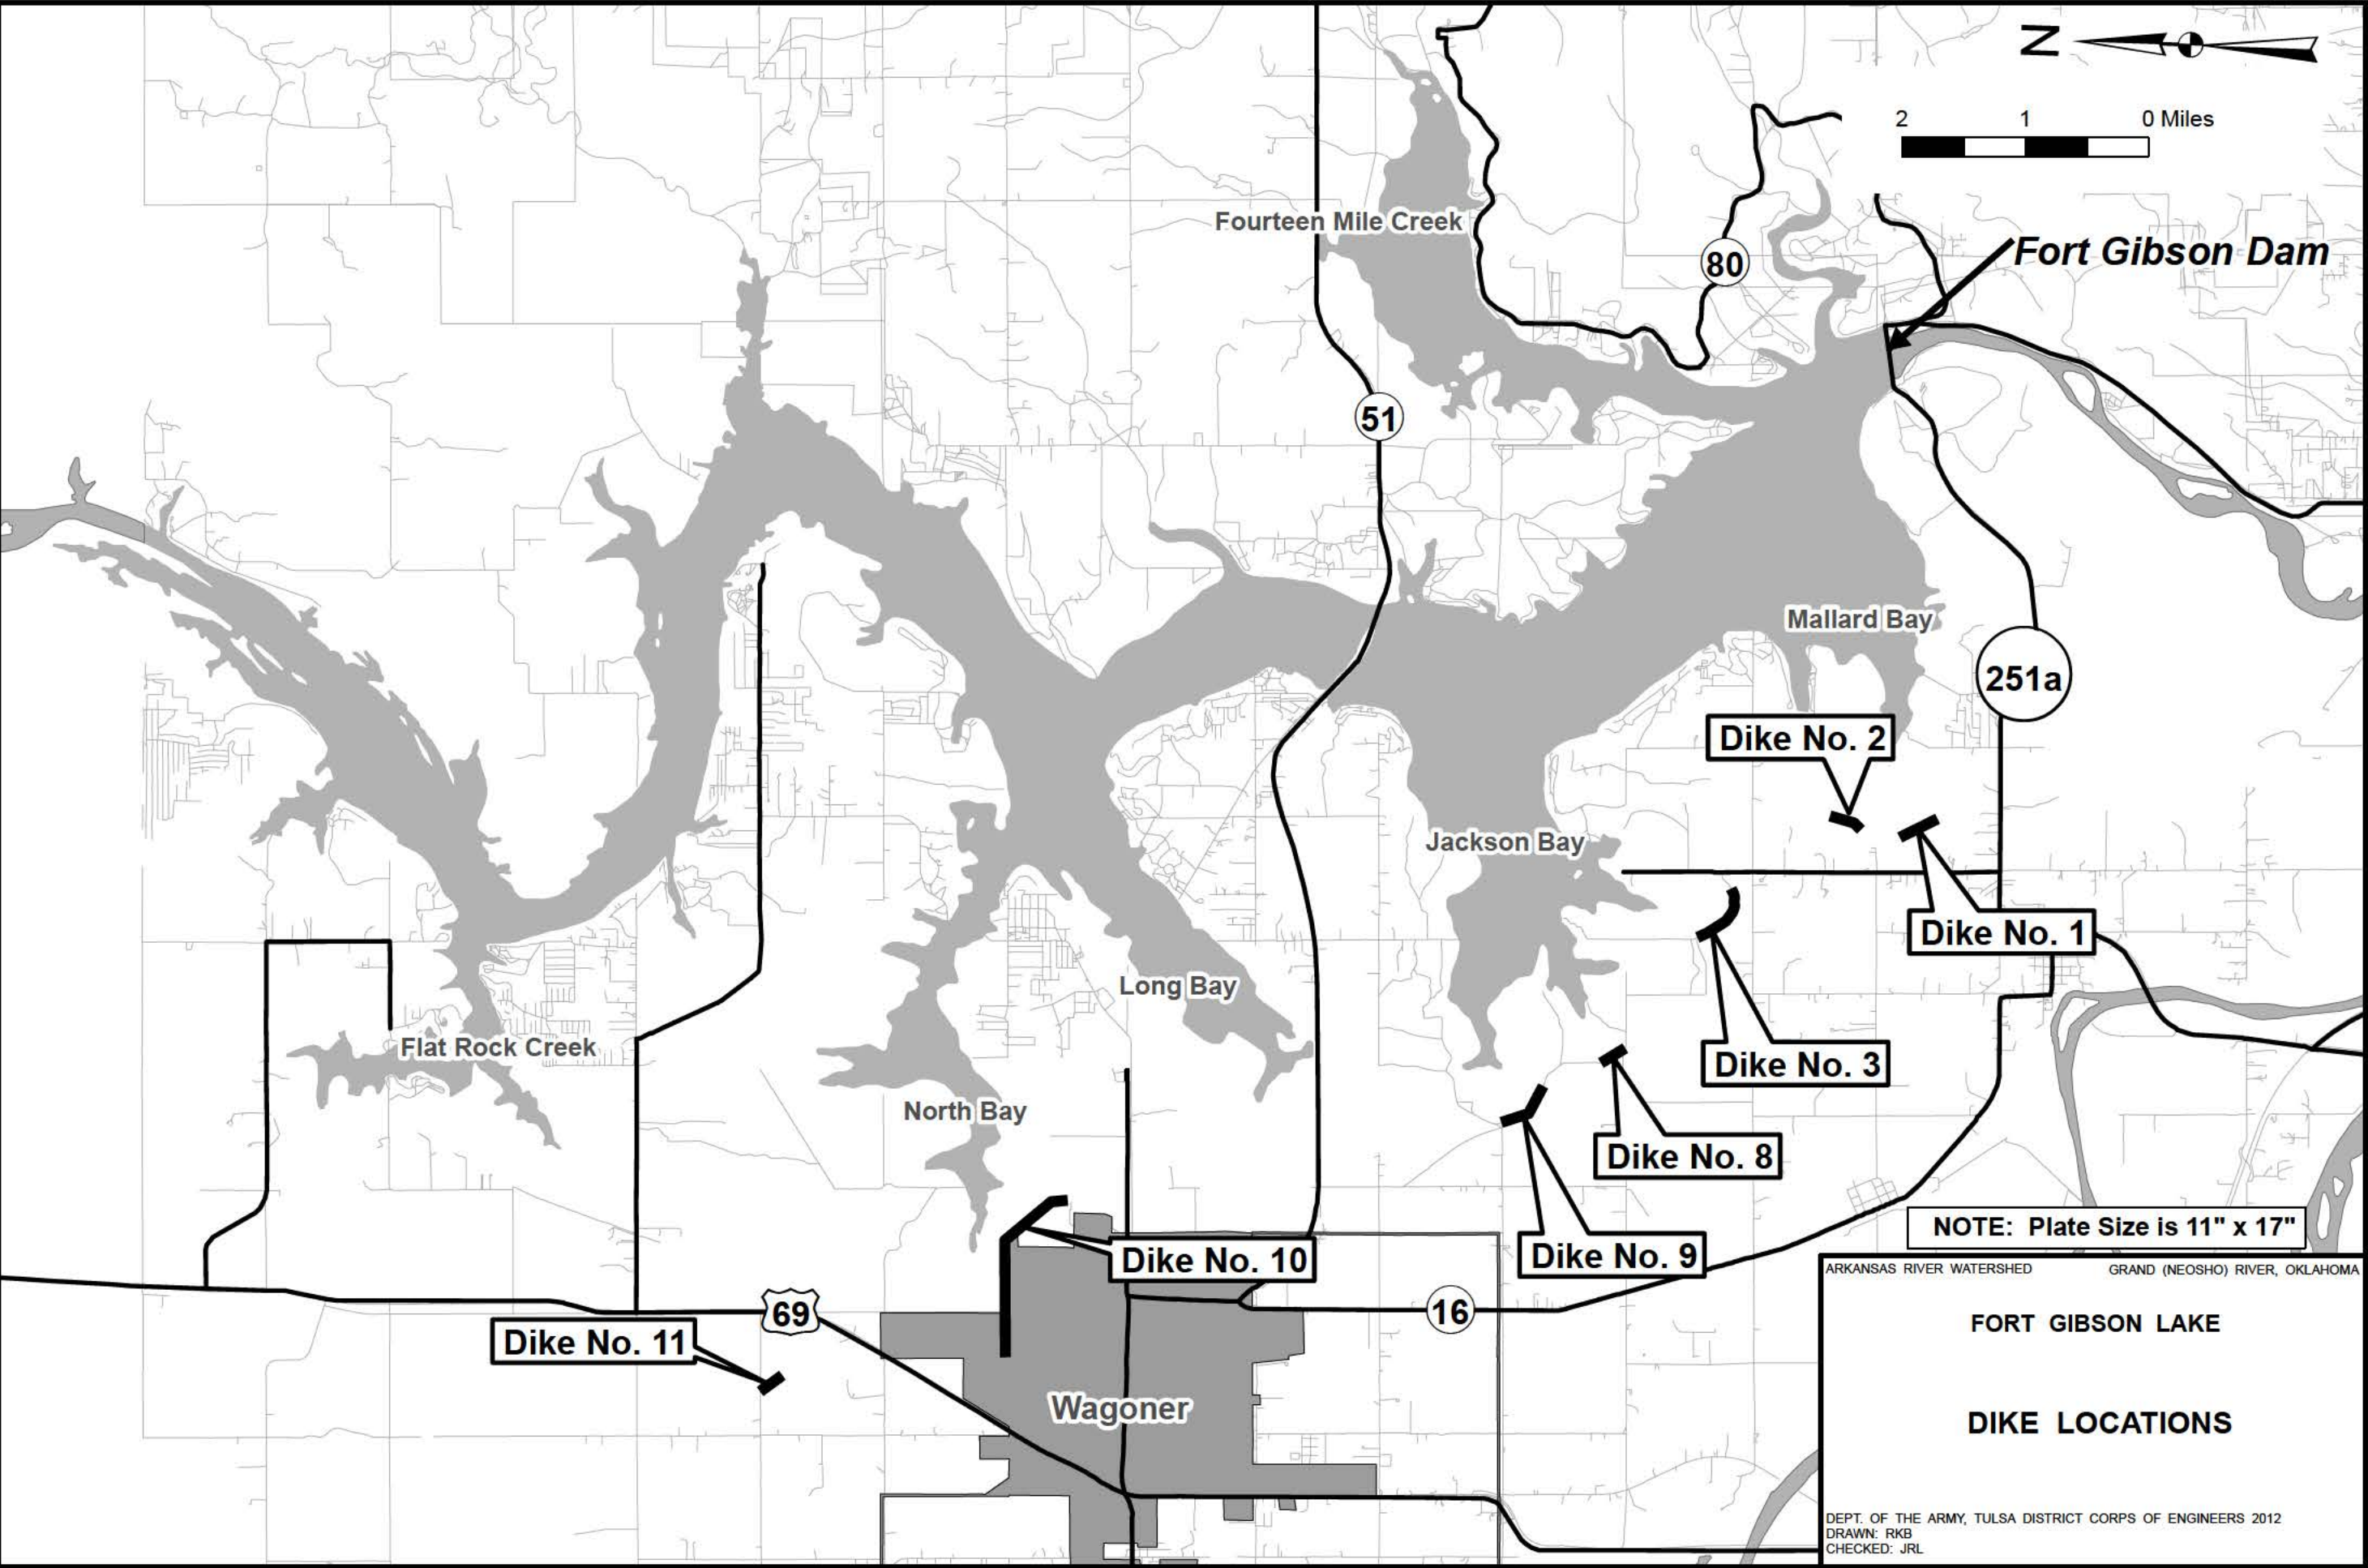 N
2 1 0 Miles
Fourteen Mile Creek
80
Fort Gibson Dam
51
Mallard Bay
251a
Dike No. 2
Jackson Bay
Dike No. 1
Long Bay
Flat Rock Creek
Dike No. 3
North Bay
Dike No. 8
NOTE: Plate Size is 11" x 17"
Dike No. 10
Dike No. 9
ARKANSAS RIVER WATERSHED GRAND (NEOSHO) RIVER, OKLAHOMA
69
16
FORT GIBSON LAKE
Dike No. 11
Wagoner
DIKE LOCATIONS
DEPT. OF THE ARMY, TULSA DISTRICT CORPS OF ENGINEERS 2012
DRAWN: RKB
CHECKED: JRL